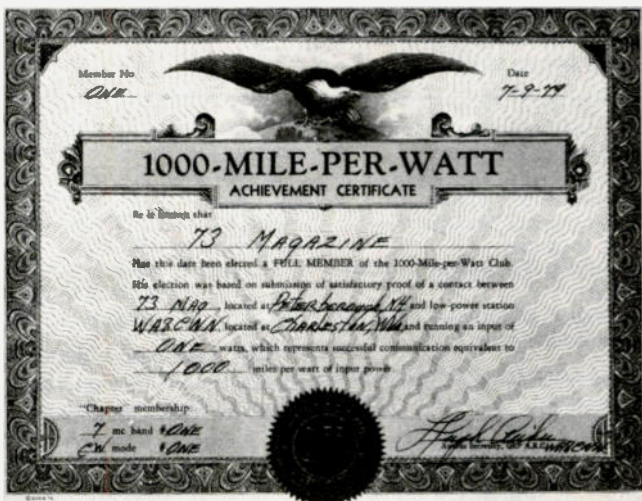 Member No
ONE
Date
7-9-79
1000-MILE-PER-WATT
ACHIEVEMENT CERTIFICATE
Be it that
73 MAGAZINE
Has this date been elected a FULL MEMBER of the 1000-Mile-per-Watt Club.
Its election was based on submission of satisfactory proof of a contact between
73 MAG located at PETERBOROUGH, NH and low-power station
WA8CWN, located at CHARLESTON, and running an input of
ONE watts, which represents successful communication equivalent to
1000 miles per watt of input power.
Chapter membership:
7 mc band #ONE
CW mode #ONE
Secretary,